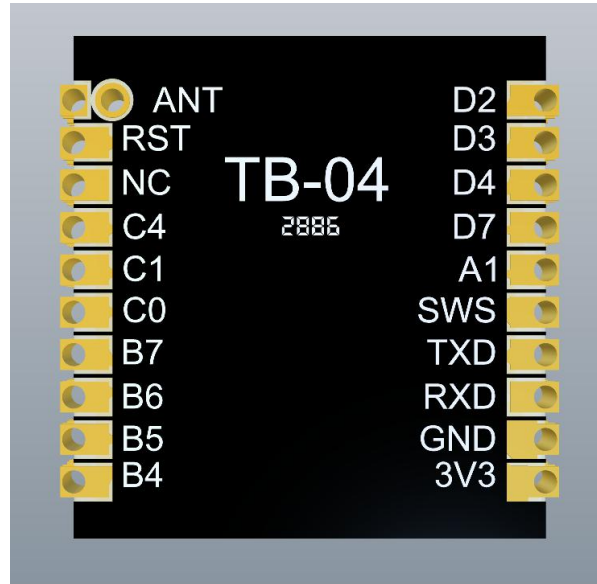 ANT D2
RST D3
TB-04
NC D4
2886
C4 D7
C1 A1
C0 SWS
B7 TXD
B6 RXD
B5 GND
B4 3V3